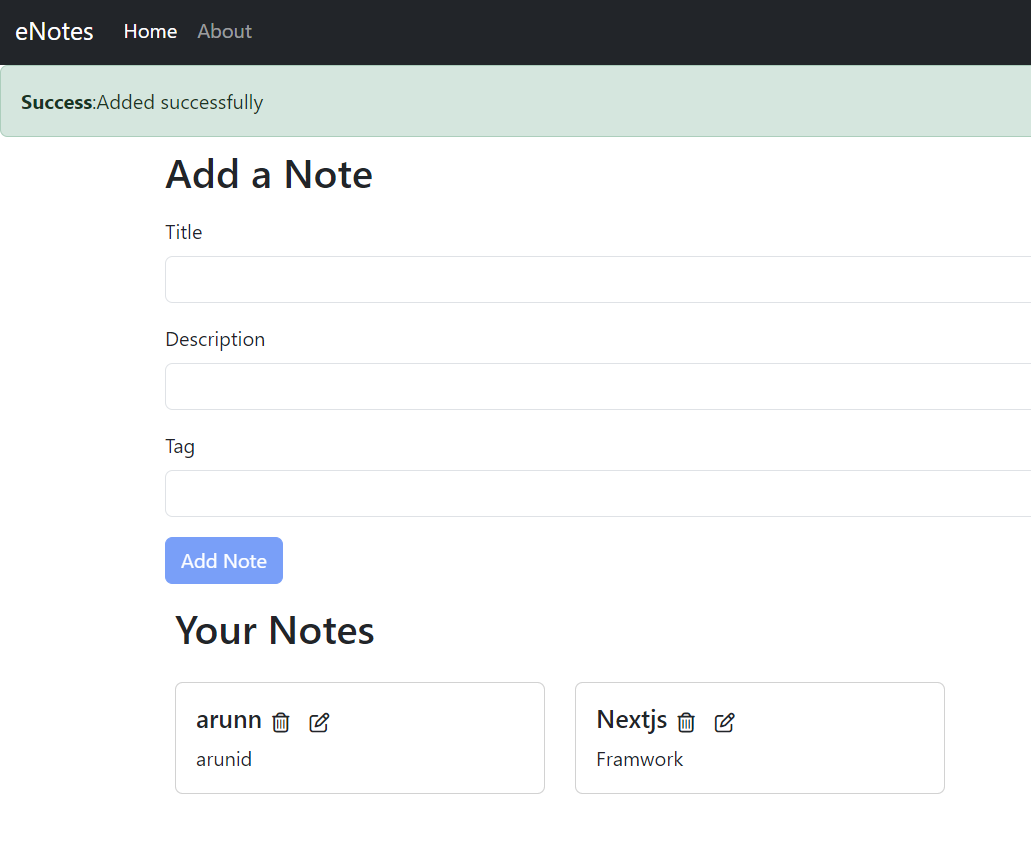 eNotes Home About
Success:Added successfully
Add a Note
Title
Description
Tag
Add Note
Your Notes
arunn
arunid
Nextjs
Framwork